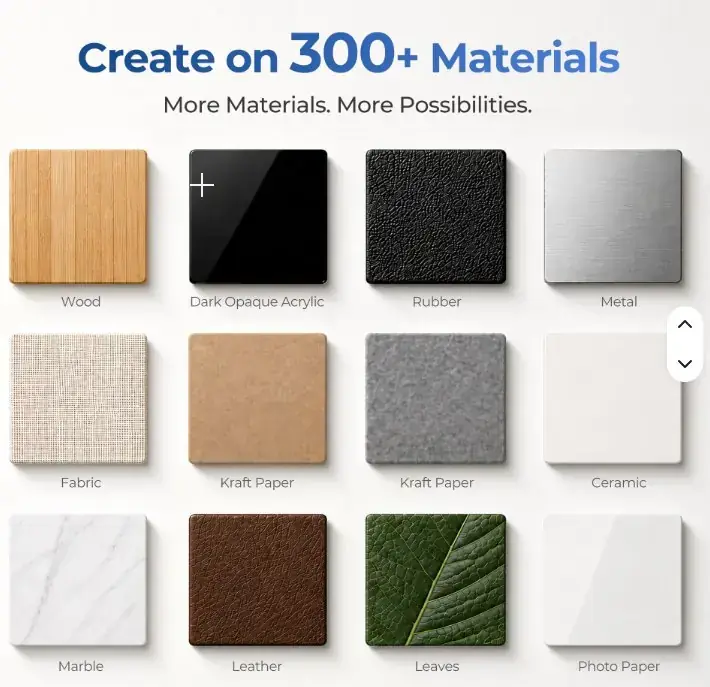 Create on 300+ Materials
More Materials. More Possibilities.
Wood
Dark Opaque Acrylic
Rubber
Metal
Fabric
Kraft Paper
Kraft Paper
Ceramic
Marble
Leather
Leaves
Photo Paper